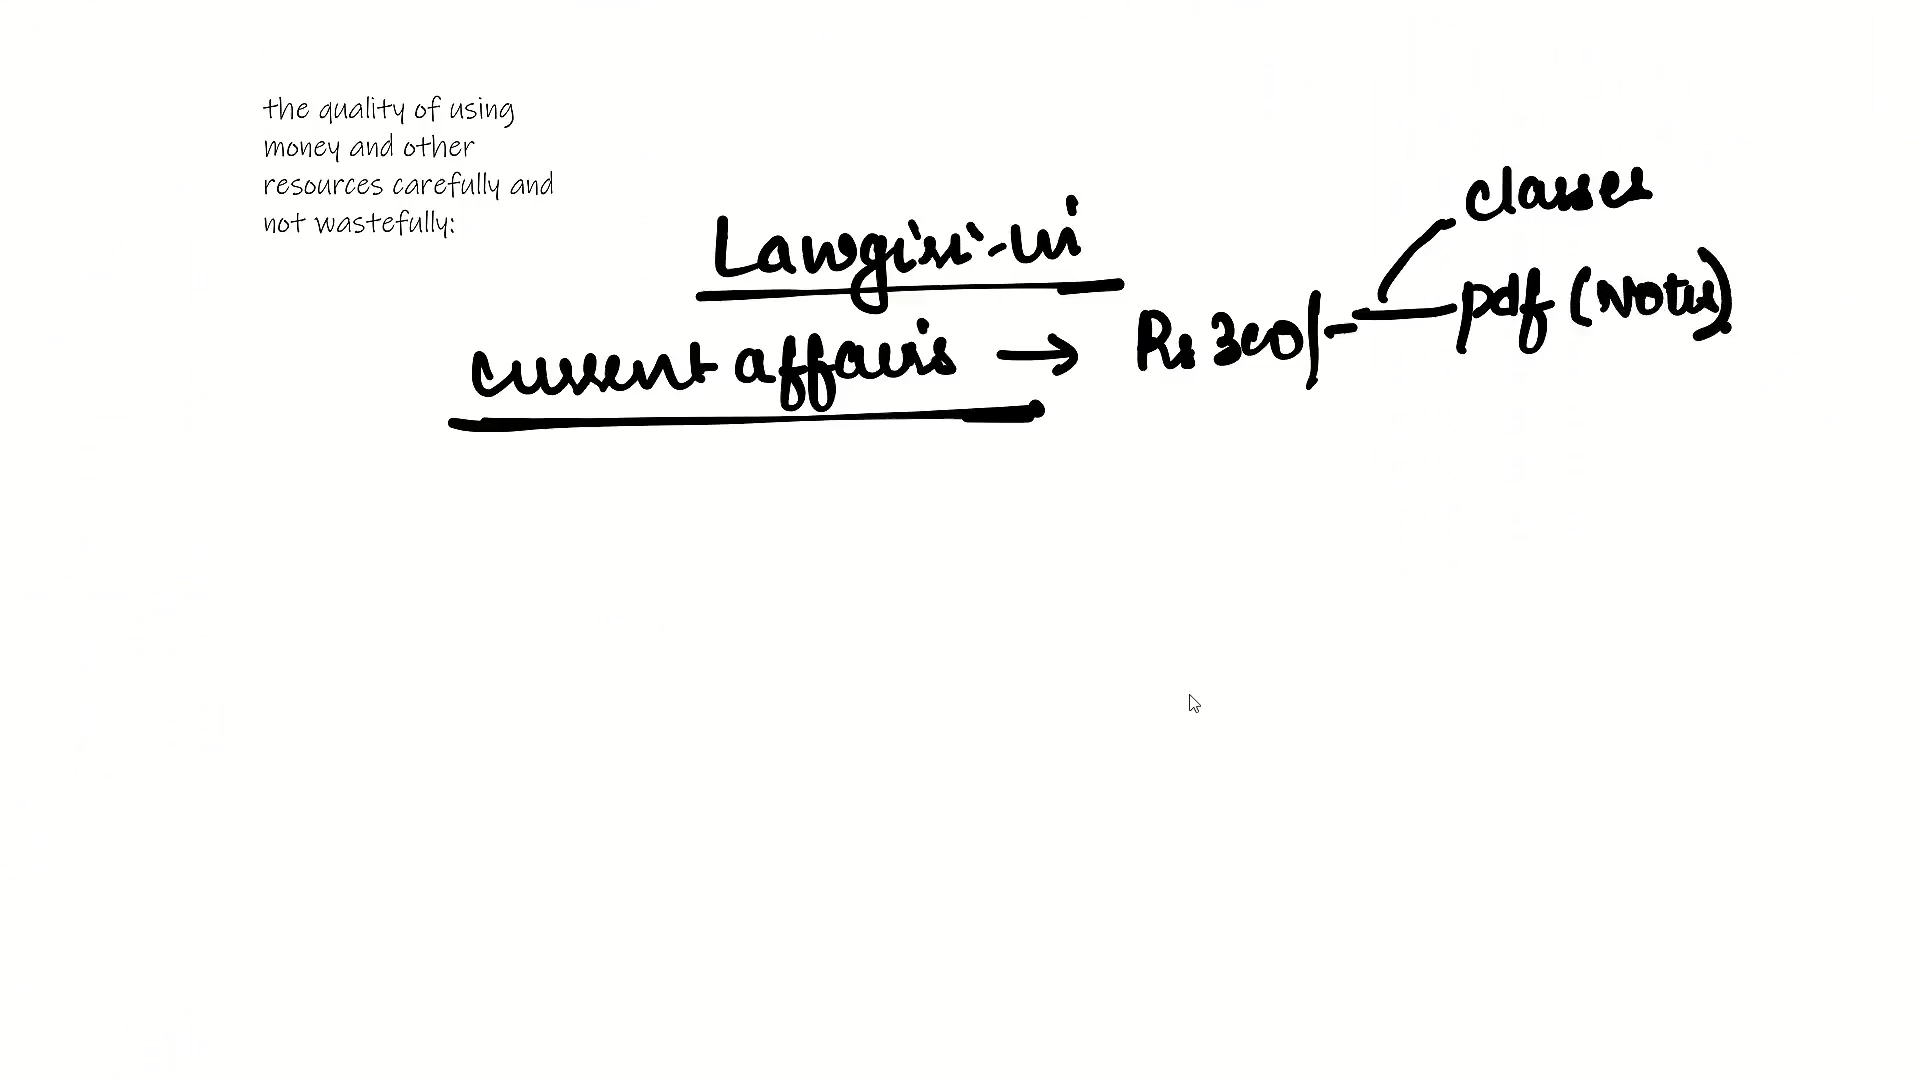 the quality of using
money and other
resources carefully and
not wastefully:
Lawgiri.in
classes
current affairs → Rs 300/-
pdf (Notes)